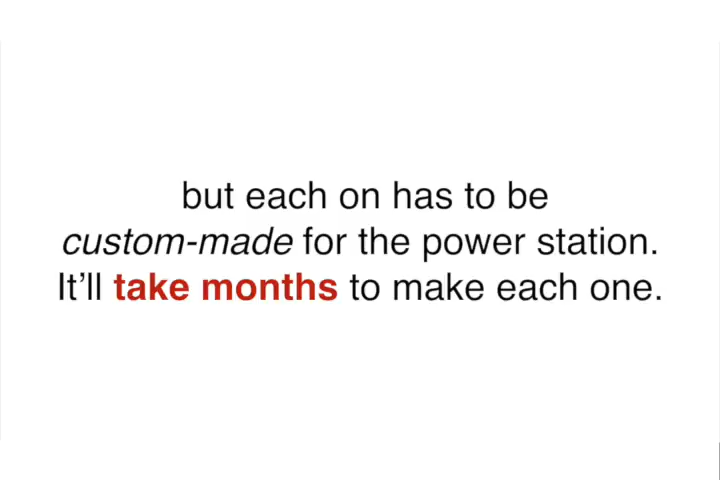 but each on has to be
custom-made for the power station.
It’ll take months to make each one.